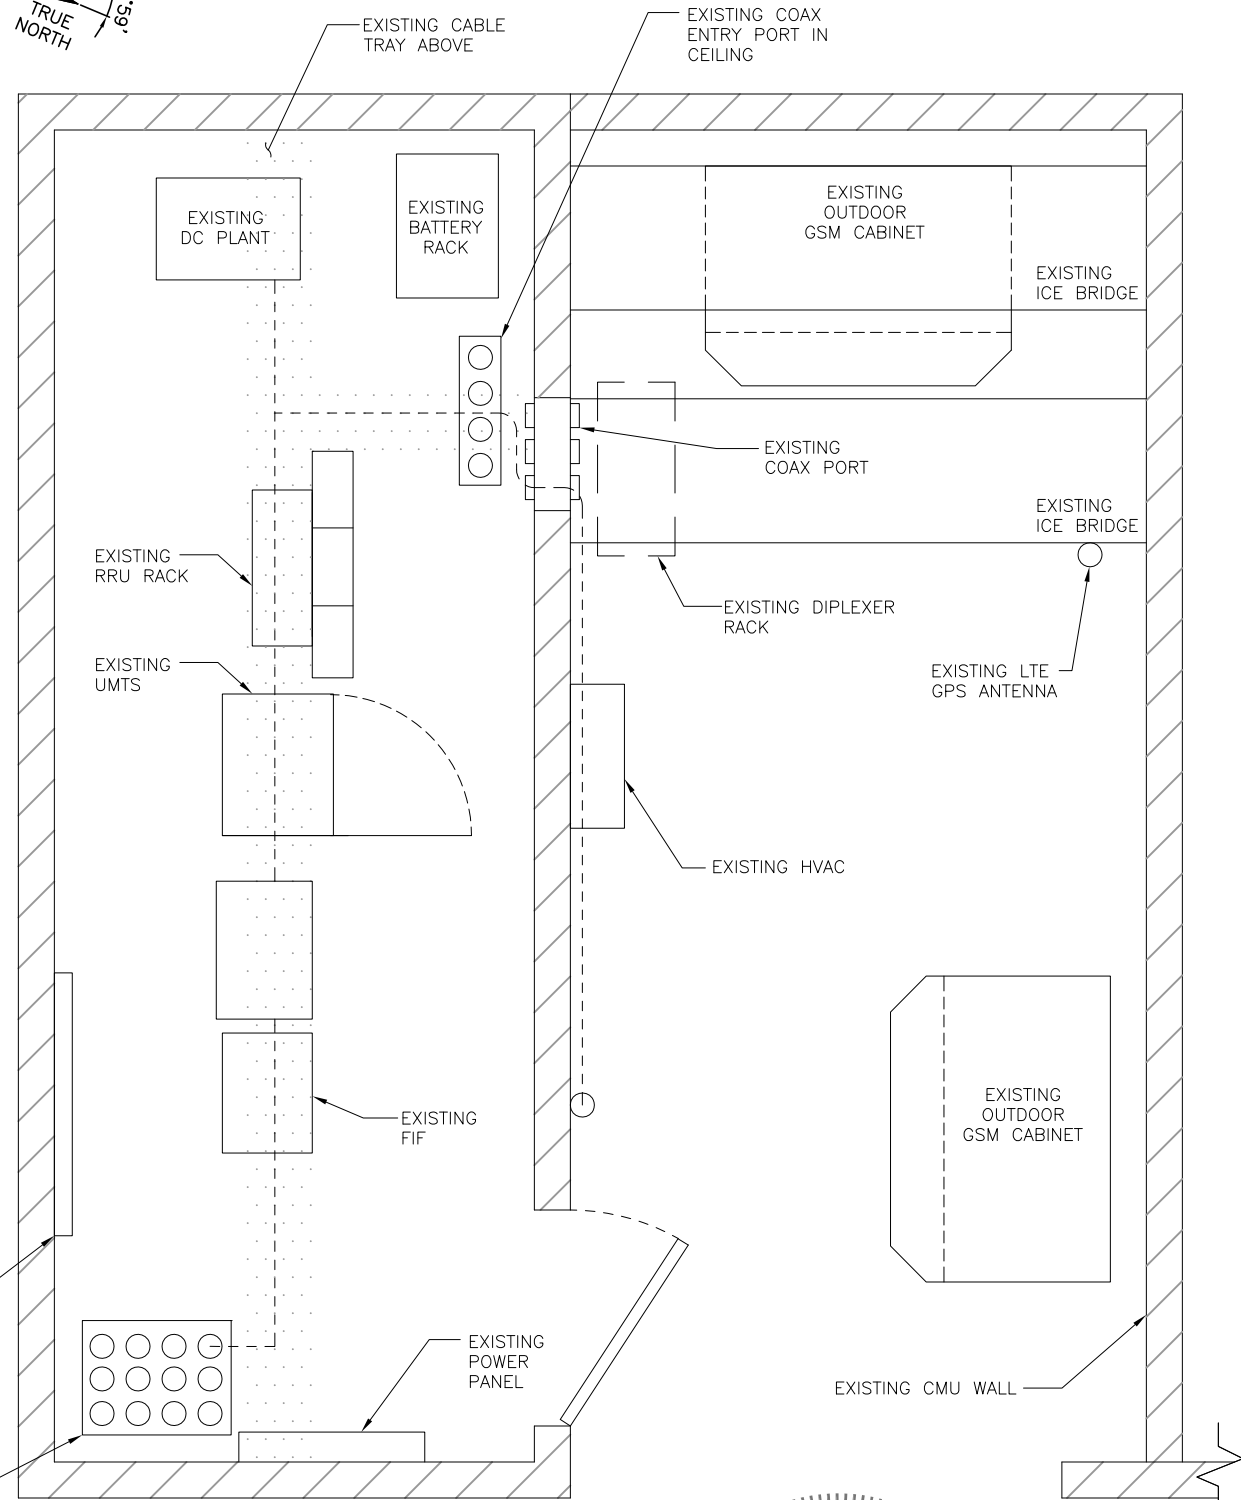 TRUE
NORTH
°59'
EXISTING CABLE
TRAY ABOVE
EXISTING COAX
ENTRY PORT IN
CEILING
EXISTING
DC PLANT
EXISTING
BATTERY
RACK
EXISTING
OUTDOOR
GSM CABINET
EXISTING
ICE BRIDGE
EXISTING
COAX PORT
EXISTING
ICE BRIDGE
EXISTING
RRU RACK
EXISTING DIPLEXER
RACK
EXISTING
UMTS
EXISTING LTE
GPS ANTENNA
EXISTING HVAC
EXISTING
FIF
EXISTING
OUTDOOR
GSM CABINET
EXISTING
POWER
PANEL
EXISTING CMU WALL